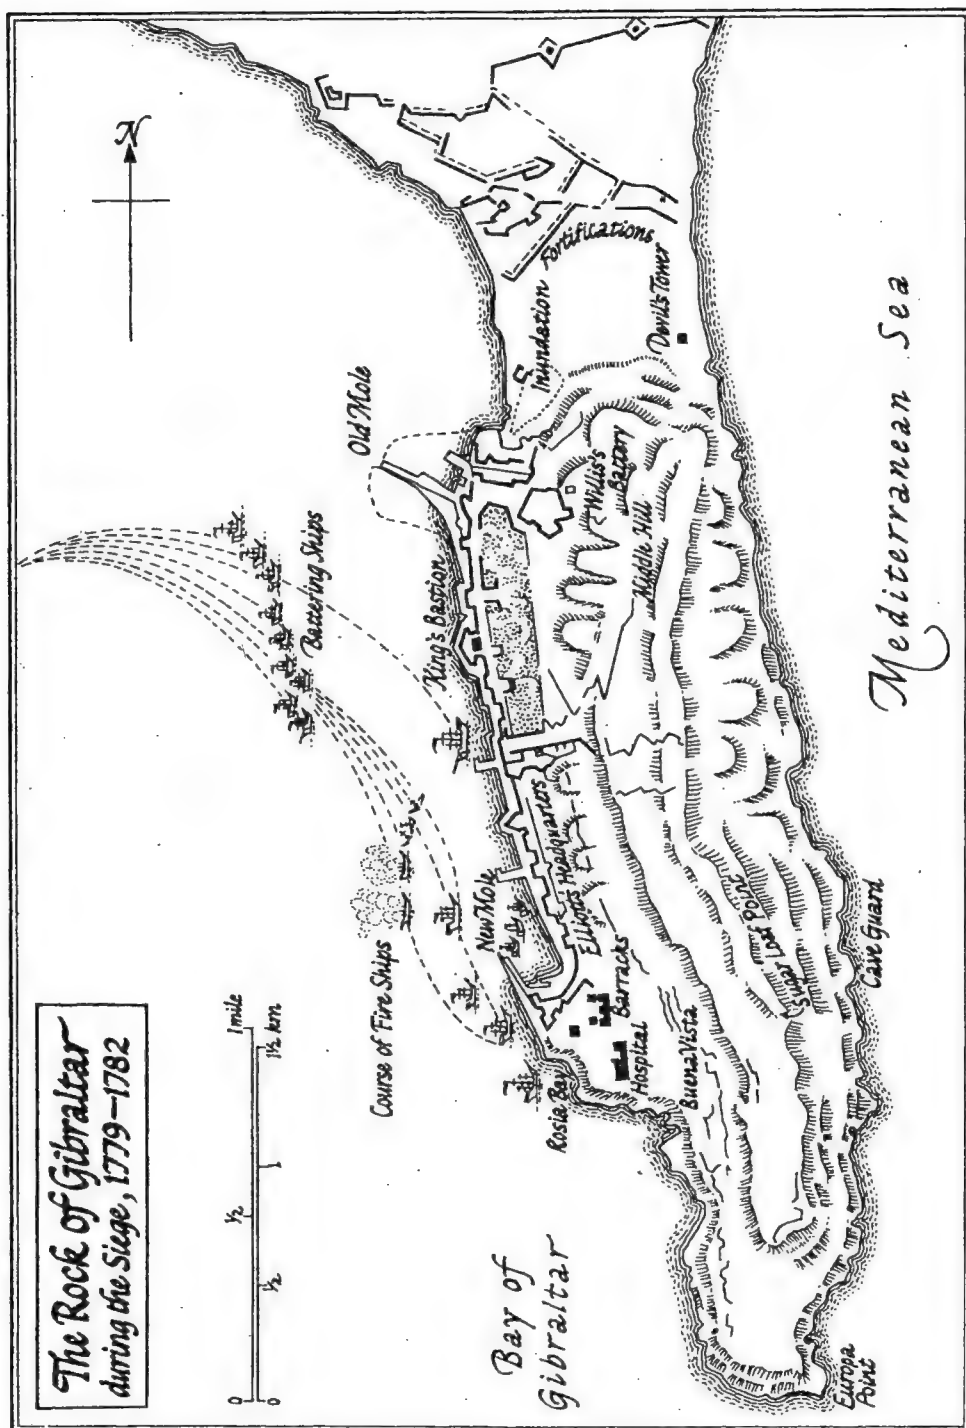 The Rock of Gibraltar
during the Siege, 1779–1782
0 ½ 1 mile
0 ½ 1 1½ km
N
Course of Fire Ships
Battering Ships
Old Mole
King's Bastion
New Mole
Rosia Bay
Bay of
Gibraltar
Elliott's Headquarters
Barracks
Hospital
Buena Vista
Inundation
Fortifications
Devil's Tower
Willis's
Battery
Middle Hill
Sugar Loaf Point
Cave Guard
Europa
Point
Mediterranean Sea